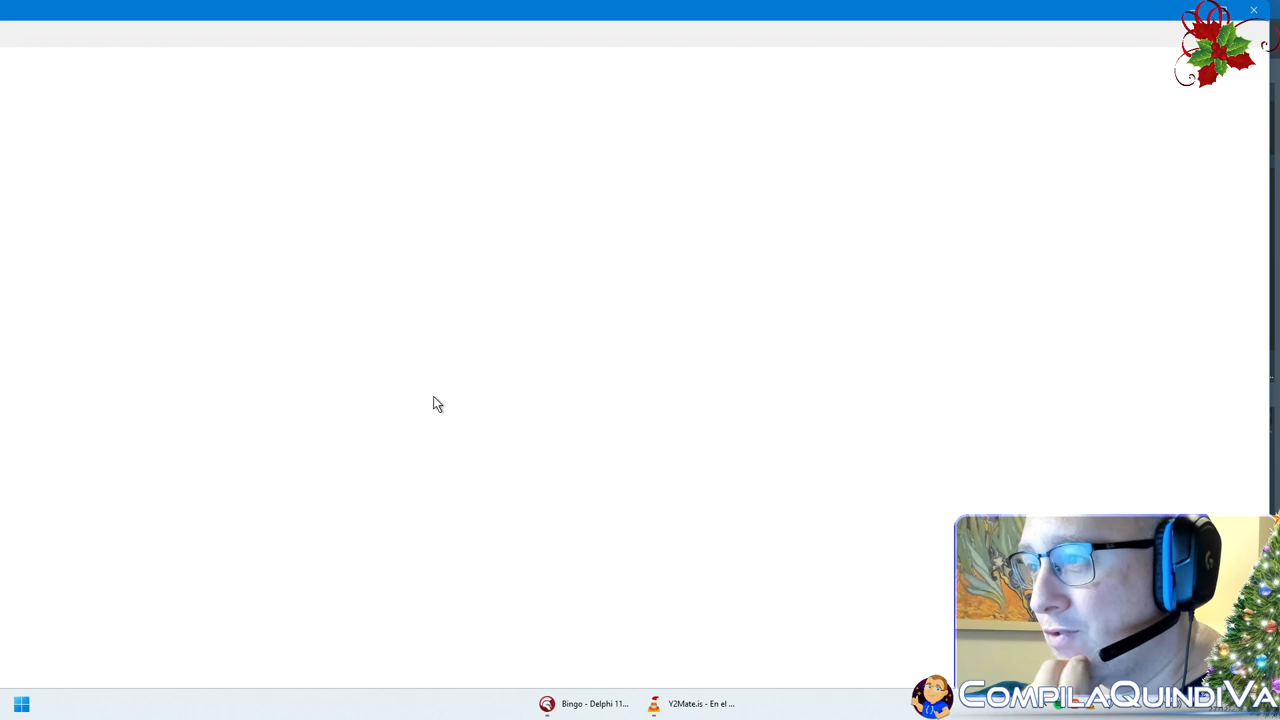 Bingo - Delphi 11...
Y2Mate.is - En el ...
COMPILAQUINDIVA